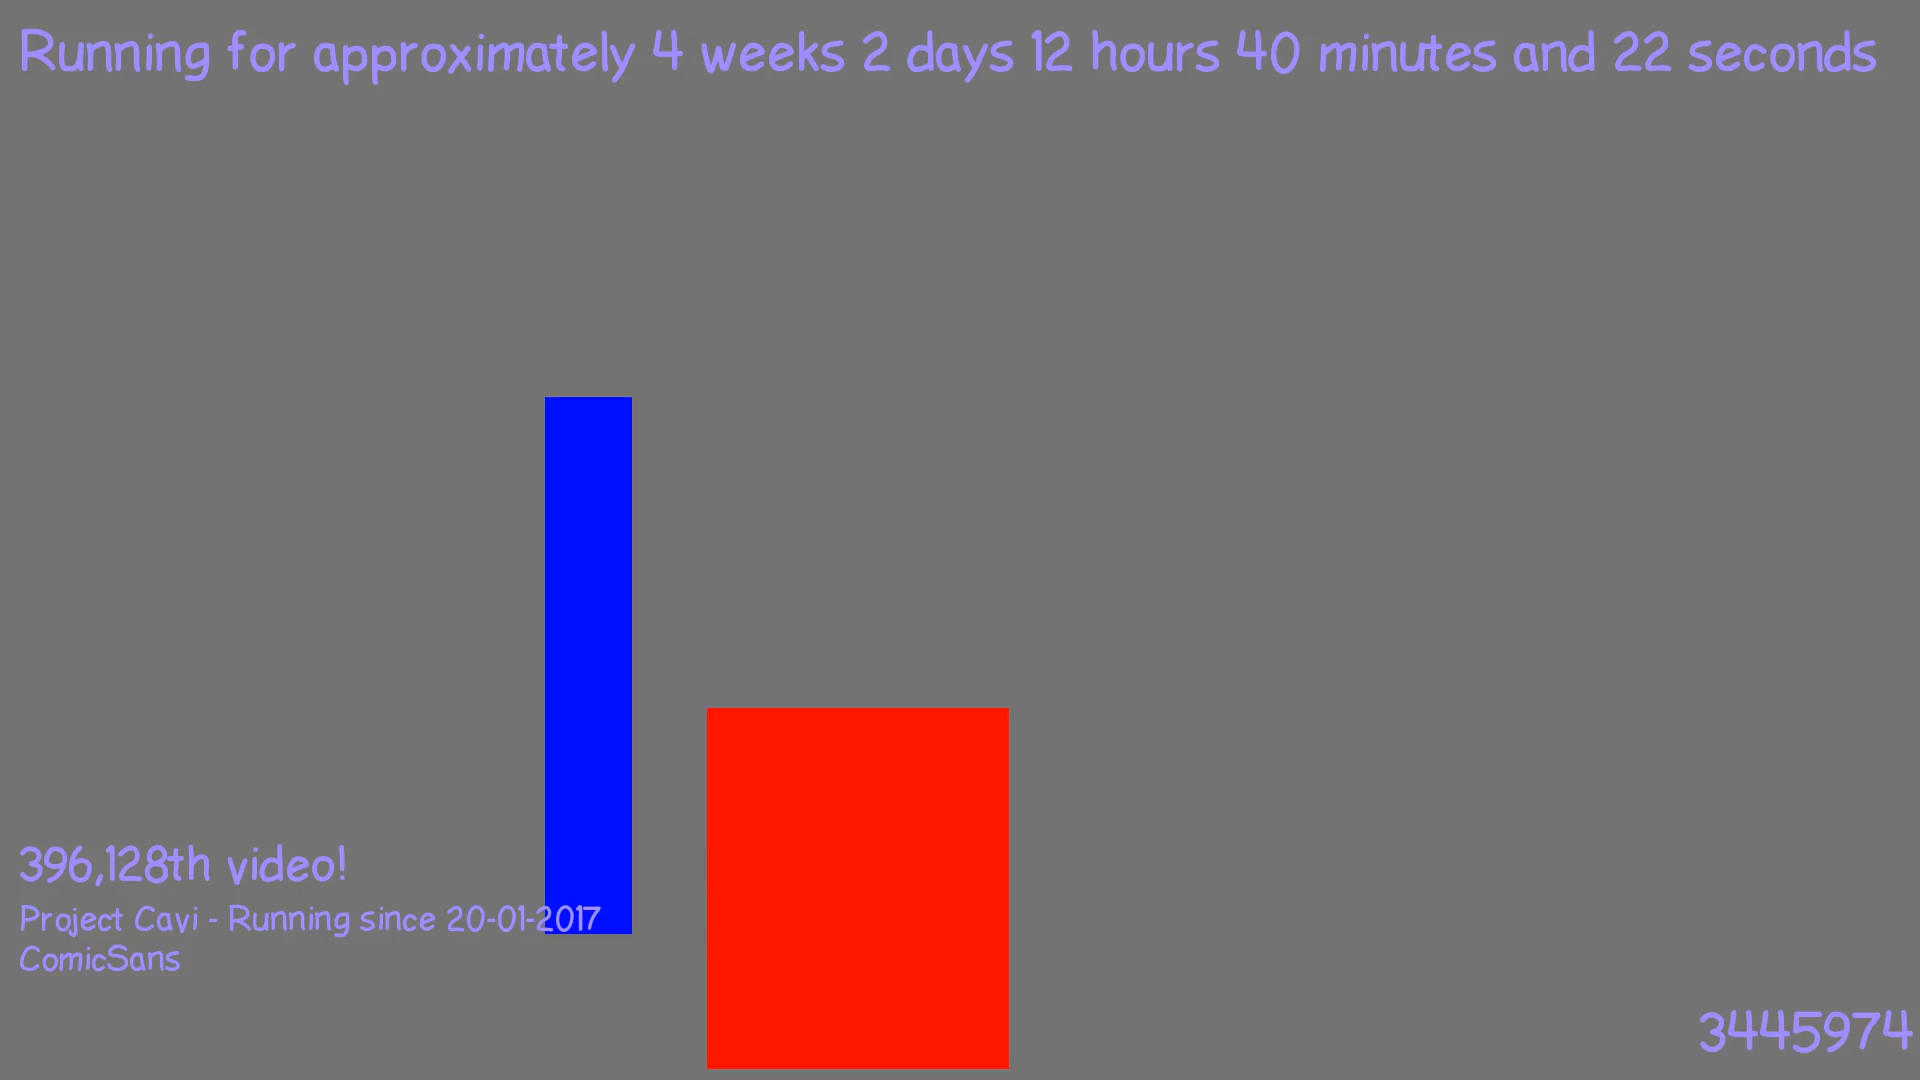 Running for approximately 4 weeks 2 days 12 hours 40 minutes and 22 seconds
396,128th video!
Project Cavi - Running since 20-01-2017
ComicSans
3445974